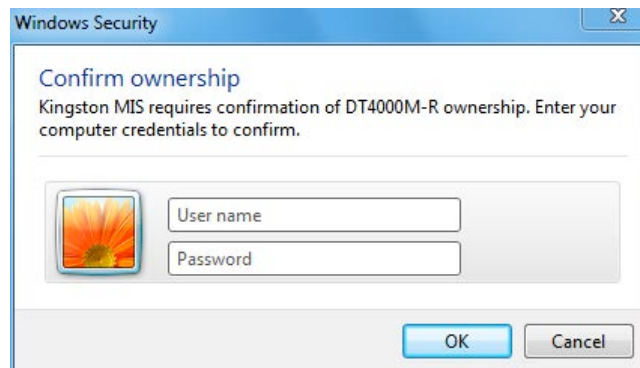 Windows Security
Confirm ownership
Kingston MIS requires confirmation of DT4000M-R ownership. Enter your
computer credentials to confirm.
User name
Password
OK
Cancel